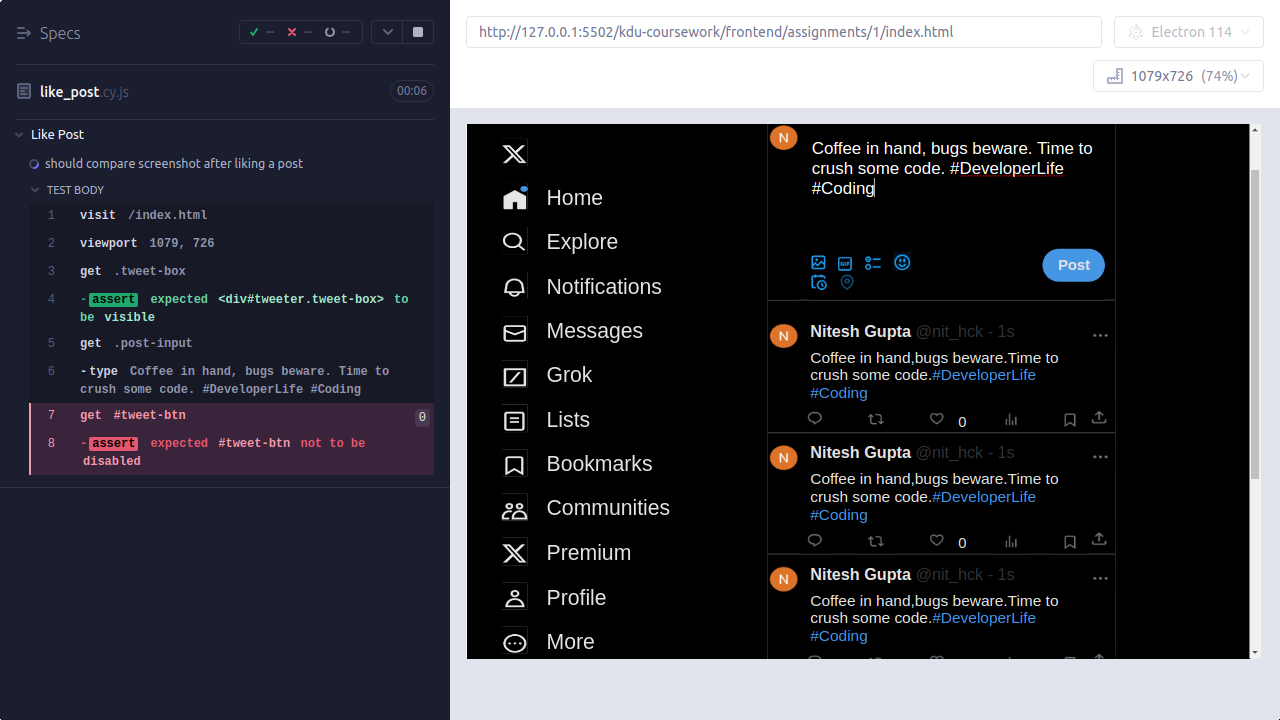 Specs
--
--
--
like_post.cy.js
00:06
Like Post
should compare screenshot after liking a post
TEST BODY
1 visit /index.html
2 viewport 1079, 726
3 get .tweet-box
4 -assert expected <div#tweeter.tweet-box> to
be visible
5 get .post-input
6 -type Coffee in hand, bugs beware. Time to
crush some code. #DeveloperLife #Coding
7 get #tweet-btn 0
8 -assert expected #tweet-btn not to be
disabled
http://127.0.0.1:5502/kdu-coursework/frontend/assignments/1/index.html
Electron 114
1079x726 (74%)
Home
Explore
Notifications
Messages
Grok
Lists
Bookmarks
Communities
Premium
Profile
More
N
Coffee in hand, bugs beware. Time to
crush some code. #DeveloperLife
#Coding
GIF
Post
N
Nitesh Gupta @nit_hck - 1s
Coffee in hand,bugs beware.Time to
crush some code.#DeveloperLife
#Coding
0
N
Nitesh Gupta @nit_hck - 1s
Coffee in hand,bugs beware.Time to
crush some code.#DeveloperLife
#Coding
0
N
Nitesh Gupta @nit_hck - 1s
Coffee in hand,bugs beware.Time to
crush some code.#DeveloperLife
#Coding